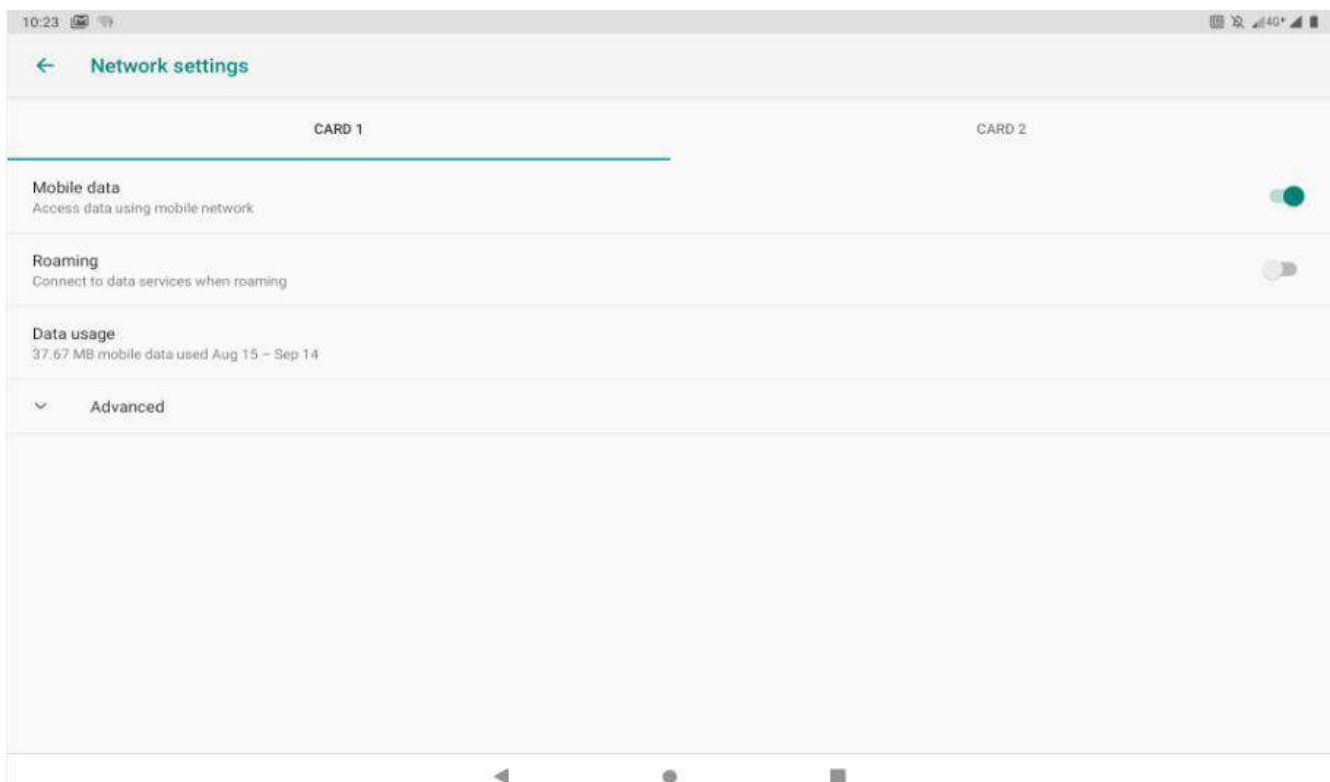 10:23
4G+
Network settings
CARD 1
CARD 2
Mobile data
Access data using mobile network
Roaming
Connect to data services when roaming
Data usage
37.67 MB mobile data used Aug 15 – Sep 14
Advanced